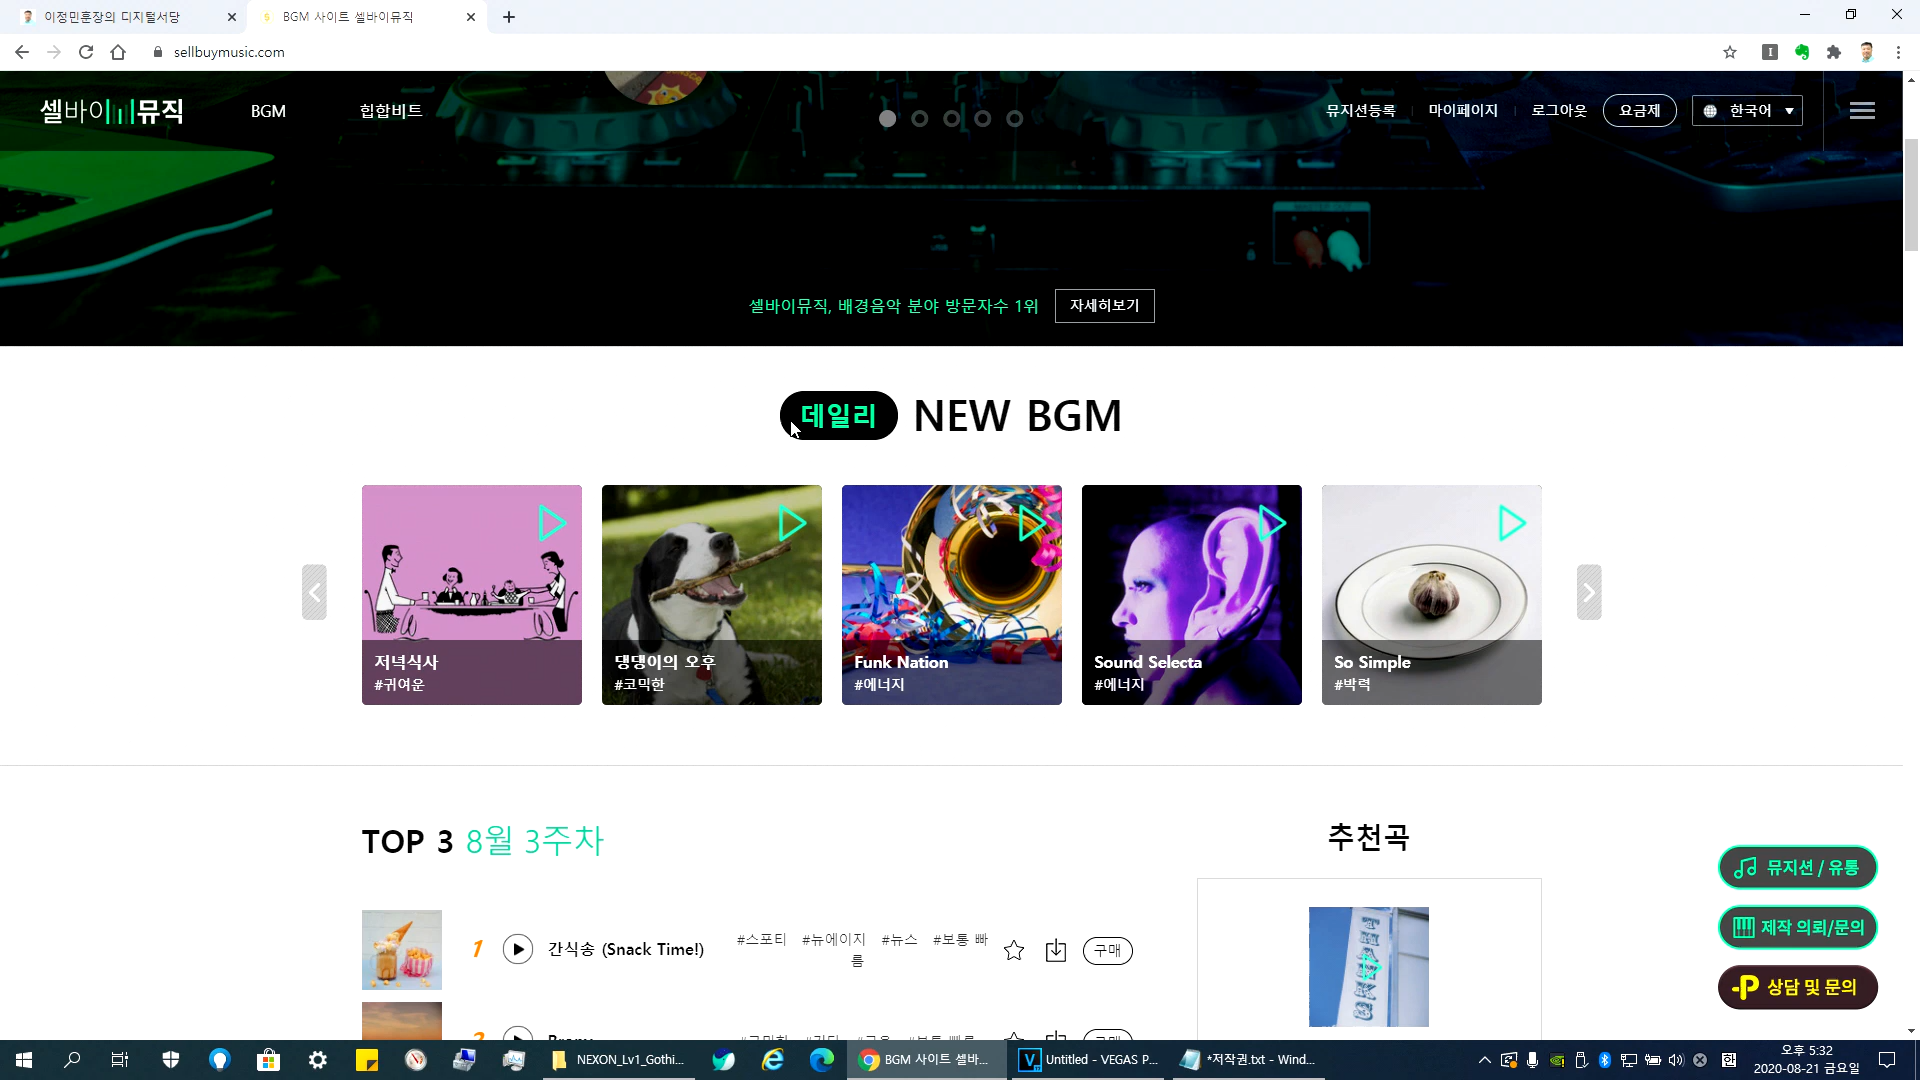 이정민훈장의 디지털서당
BGM 사이트 셀바이뮤직
sellbuymusic.com
셀바이뮤직
BGM
힙합비트
뮤지션등록
마이페이지
로그아웃
요금제
한국어
셀바이뮤직, 배경음악 분야 방문자수 1위
자세히보기
데일리 NEW BGM
저녁식사
#귀여운
댕댕이의 오후
#코믹한
Funk Nation
#에너지
Sound Selecta
#에너지
So Simple
#박력
TOP 3 8월 3주차
추천곡
1 간식송 (Snack Time!) #스포티 #뉴에이지 #뉴스 #보통 빠
름
구매
THANKS
뮤지션 / 유통
제작 의뢰/문의
상담 및 문의
NEXON_Lv1_Gothi...
BGM 사이트 셀바...
Untitled - VEGAS P...
*저작권.txt - Wind...
한
오후 5:32
2020-08-21 금요일